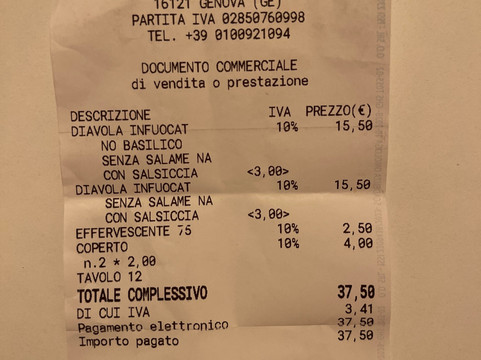 16121 GENOVA (GE)
PARTITA IVA 02850760998
TEL. +39 0100921094
DOCUMENTO COMMERCIALE
di vendita o prestazione
DESCRIZIONE IVA PREZZO(€)
DIAVOLA INFUOCAT 10% 15,50
NO BASILICO
SENZA SALAME NA
CON SALSICCIA <3,00>
DIAVOLA INFUOCAT 10% 15,50
SENZA SALAME NA
CON SALSICCIA <3,00>
EFFERVESCENTE 75 10% 2,50
COPERTO 10% 4,00
n.2 * 2,00
TAVOLO 12
TOTALE COMPLESSIVO 37,50
DI CUI IVA 3,41
Pagamento elettronico 37,50
Importo pagato 37,50